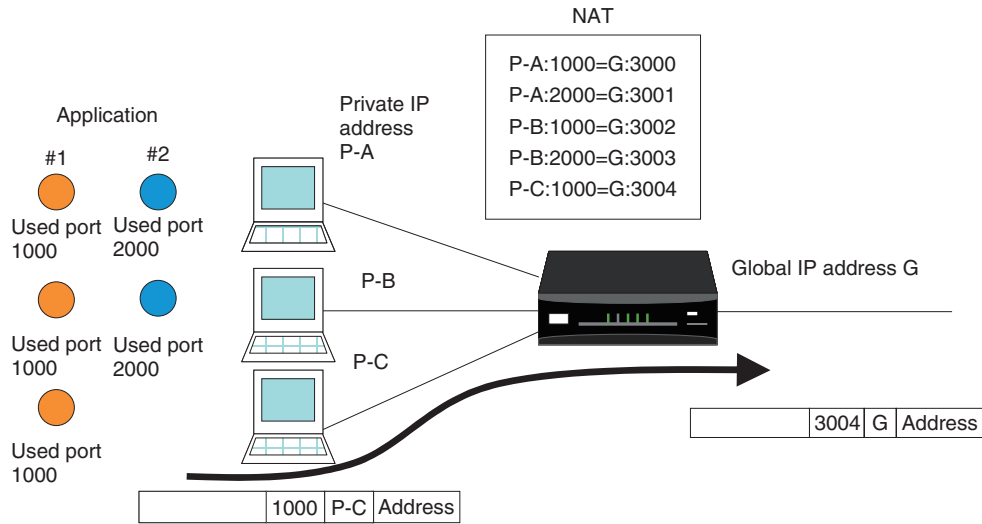 NAT
P-A:1000=G:3000
P-A:2000=G:3001
P-B:1000=G:3002
P-B:2000=G:3003
P-C:1000=G:3004
Private IP
address
P-A
Application
#1
#2
Used port
1000
Used port
2000
P-B
Global IP address G
Used port
1000
Used port
2000
P-C
Used port
1000
3004 G Address
1000 P-C Address